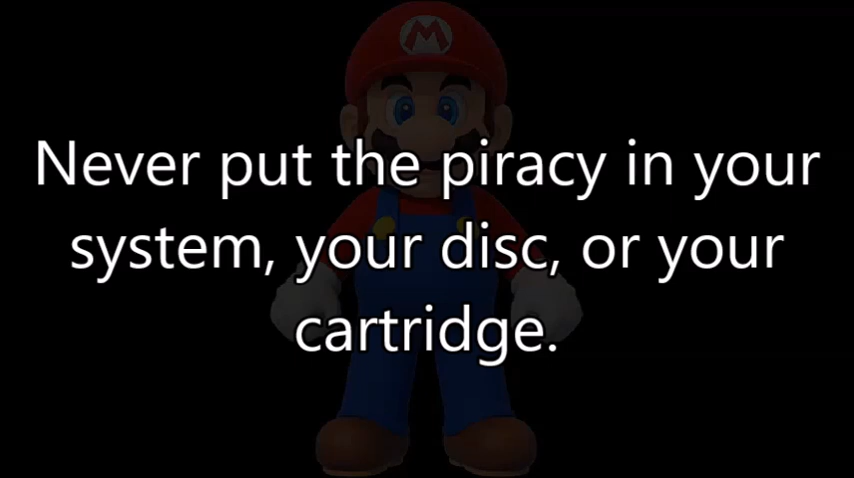 M
Never put the piracy in your
system, your disc, or your
cartridge.